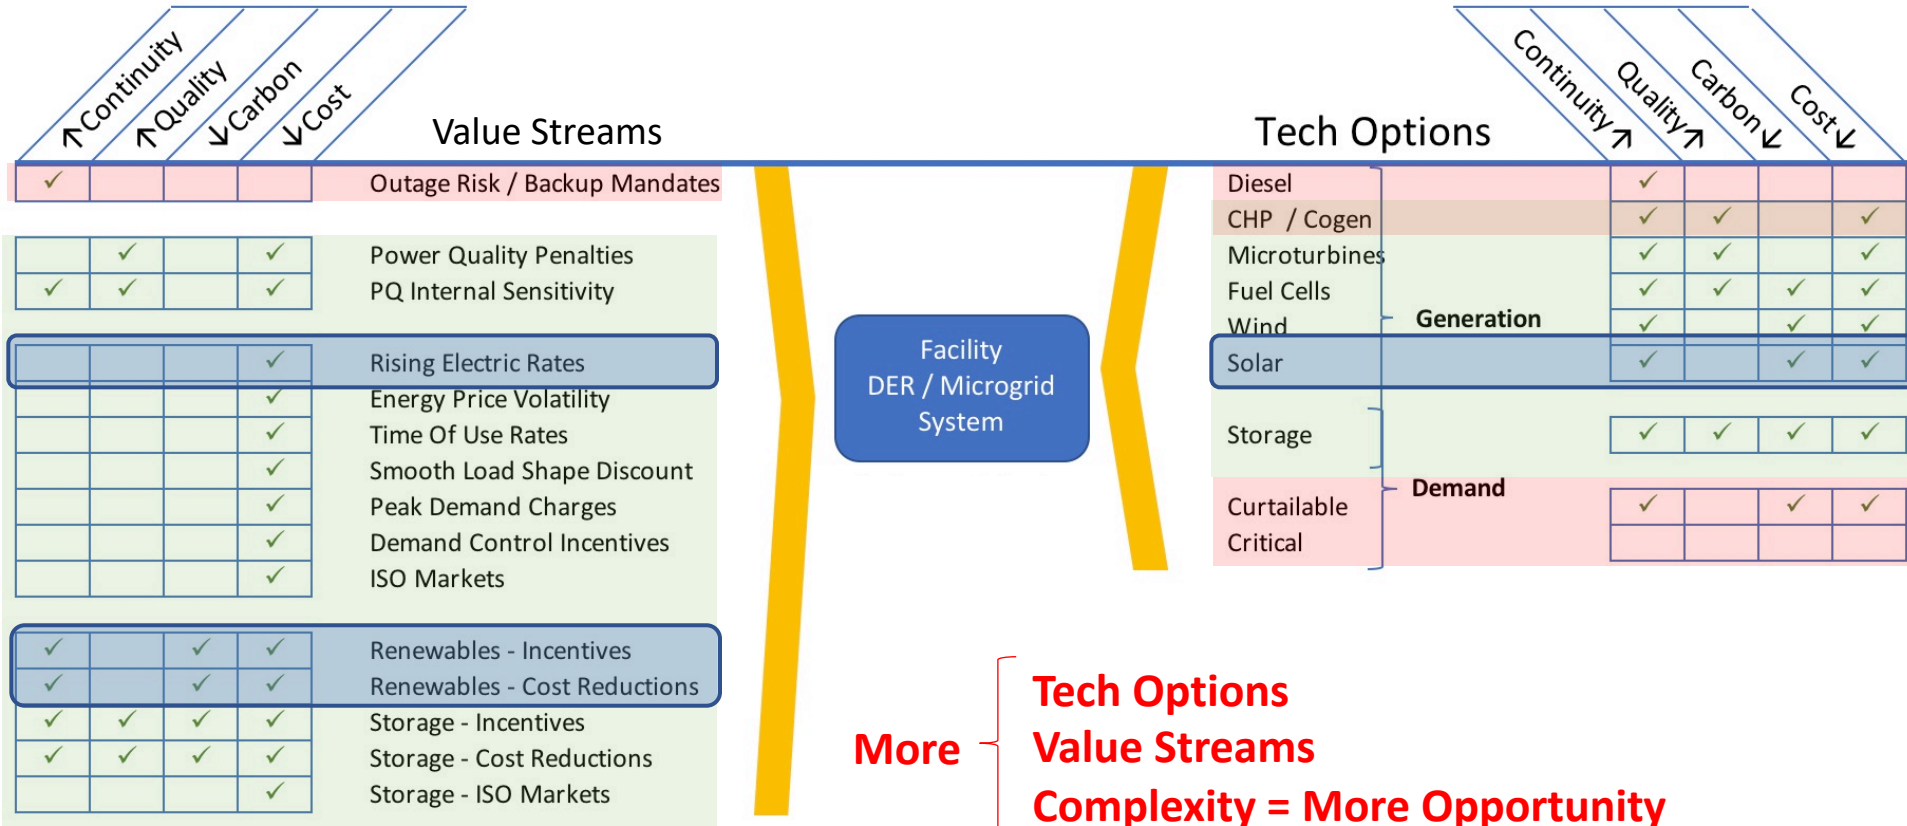 ↑Continuity
↑Quality
↓Carbon
↓Cost
Value Streams
✓ Outage Risk / Backup Mandates
✓ ✓ Power Quality Penalties
✓ ✓ ✓ PQ Internal Sensitivity
✓ Rising Electric Rates
✓ Energy Price Volatility
✓ Time Of Use Rates
✓ Smooth Load Shape Discount
✓ Peak Demand Charges
✓ Demand Control Incentives
✓ ISO Markets
✓ ✓ ✓ Renewables - Incentives
✓ ✓ ✓ Renewables - Cost Reductions
✓ ✓ ✓ ✓ Storage - Incentives
✓ ✓ ✓ ✓ Storage - Cost Reductions
✓ Storage - ISO Markets
Facility
DER / Microgrid
System
Tech Options
Continuity↑
Quality↑
Carbon↓
Cost↓
Diesel ✓
CHP / Cogen ✓ ✓ ✓
Microturbines ✓ ✓ ✓
Fuel Cells ✓ ✓ ✓ ✓
Wind ✓ ✓ ✓
Generation
Solar ✓ ✓ ✓
Storage ✓ ✓ ✓ ✓
Demand
Curtailable ✓ ✓ ✓
Critical
More
Tech Options
Value Streams
Complexity = More Opportunity